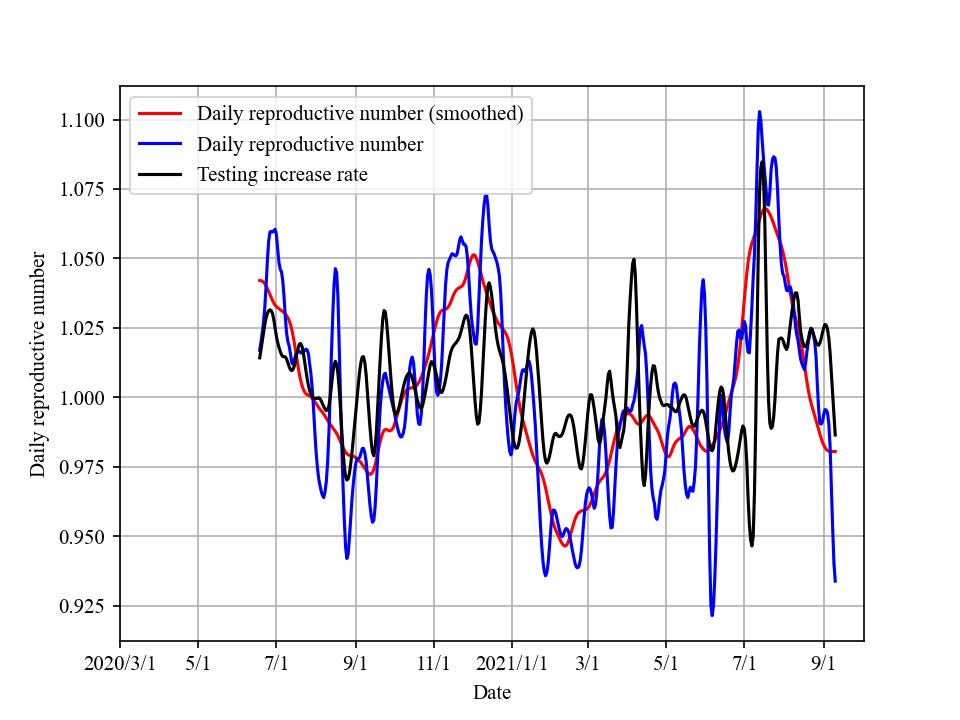 Daily reproductive number (smoothed)
Daily reproductive number
Testing increase rate
1.100
1.075
1.050
1.025
1.000
0.975
0.950
0.925
Daily reproductive number
2020/3/1 5/1 7/1 9/1 11/1 2021/1/1 3/1 5/1 7/1 9/1
Date